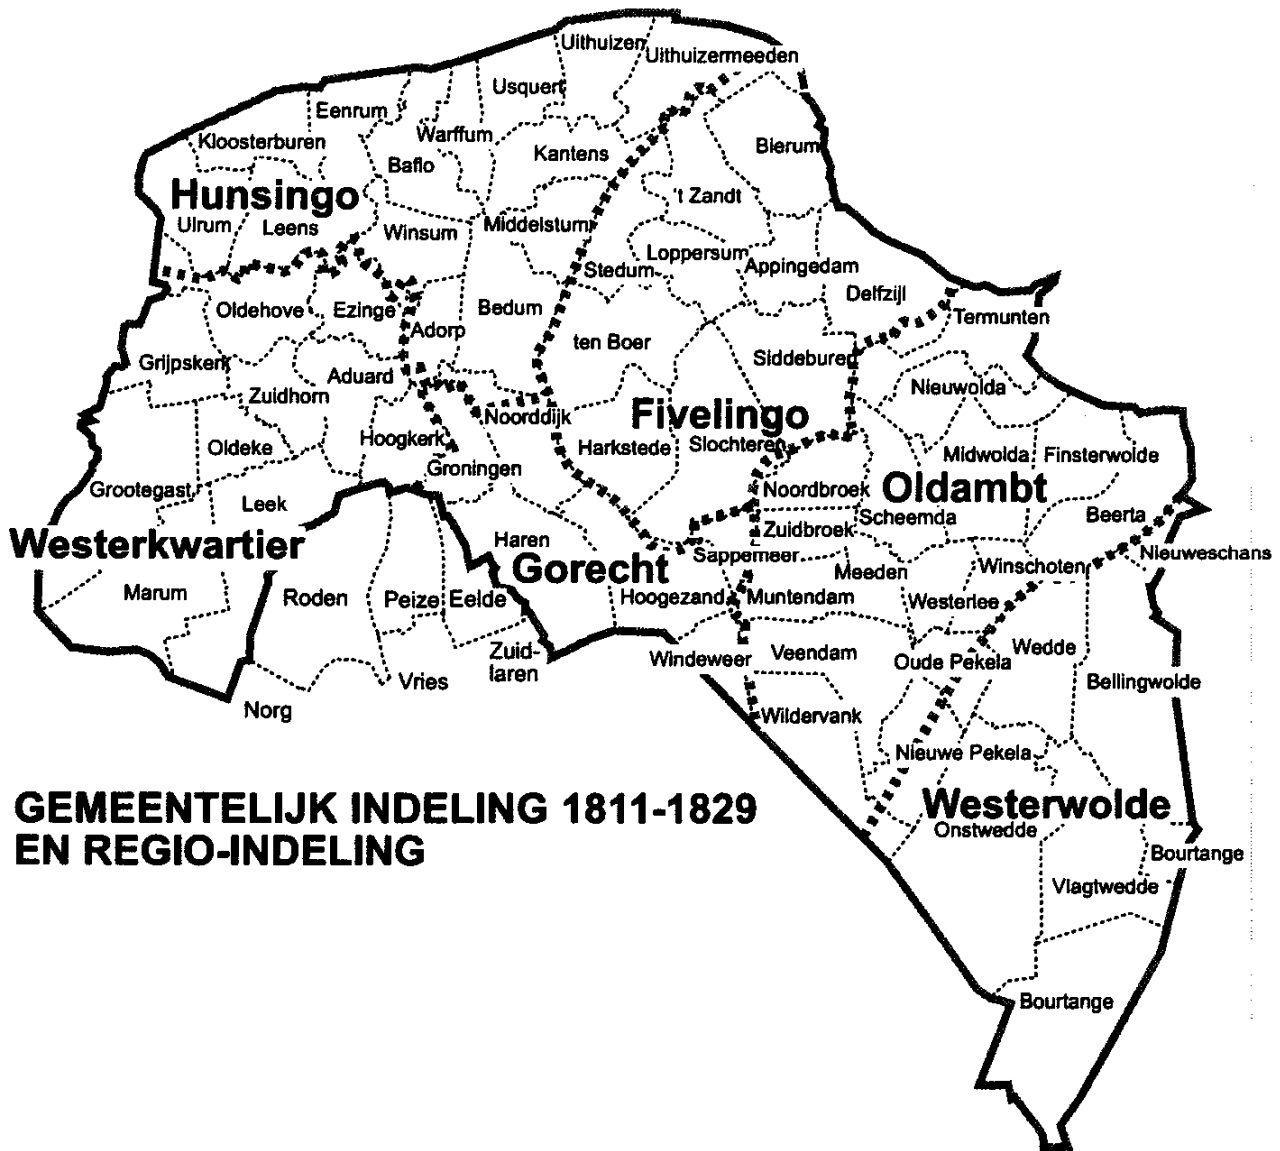 Uithuizen
Uithuizermeeden
Usquert
Eenrum
Warffum
Kloosterburen
Kantens
Bierum
Baflo
Hunsingo
't Zandt
Ulrum
Leens
Winsum
Middelstum
Loppersum
Stedum
Appingedam
Delfzijl
Oldehove
Ezinge
Bedum
Termunten
Adorp
ten Boer
Grijpskerk
Siddeburen
Aduard
Nieuwolda
Zuidhorn
Noorddijk
Fivelingo
Hoogkerk
Slochteren
Oldeke
Harkstede
Midwolda
Finsterwolde
Groningen
Grootegast
Noordbroek
Oldambt
Leek
Scheemda
Beerta
Zuidbroek
Westerkwartier
Haren
Sappemeer
Nieuweschans
Gorecht
Meeden
Winschoten
Marum
Roden
Peize
Eelde
Hoogezand
Muntendam
Westerlee
Wedde
Zuid-
laren
Windeweer
Veendam
Oude Pekela
Vries
Bellingwolde
Norg
Wildervank
Nieuwe Pekela
GEMEENTELIJK INDELING 1811-1829
EN REGIO-INDELING
Westerwolde
Onstwedde
Bourtange
Vlagtwedde
Bourtange